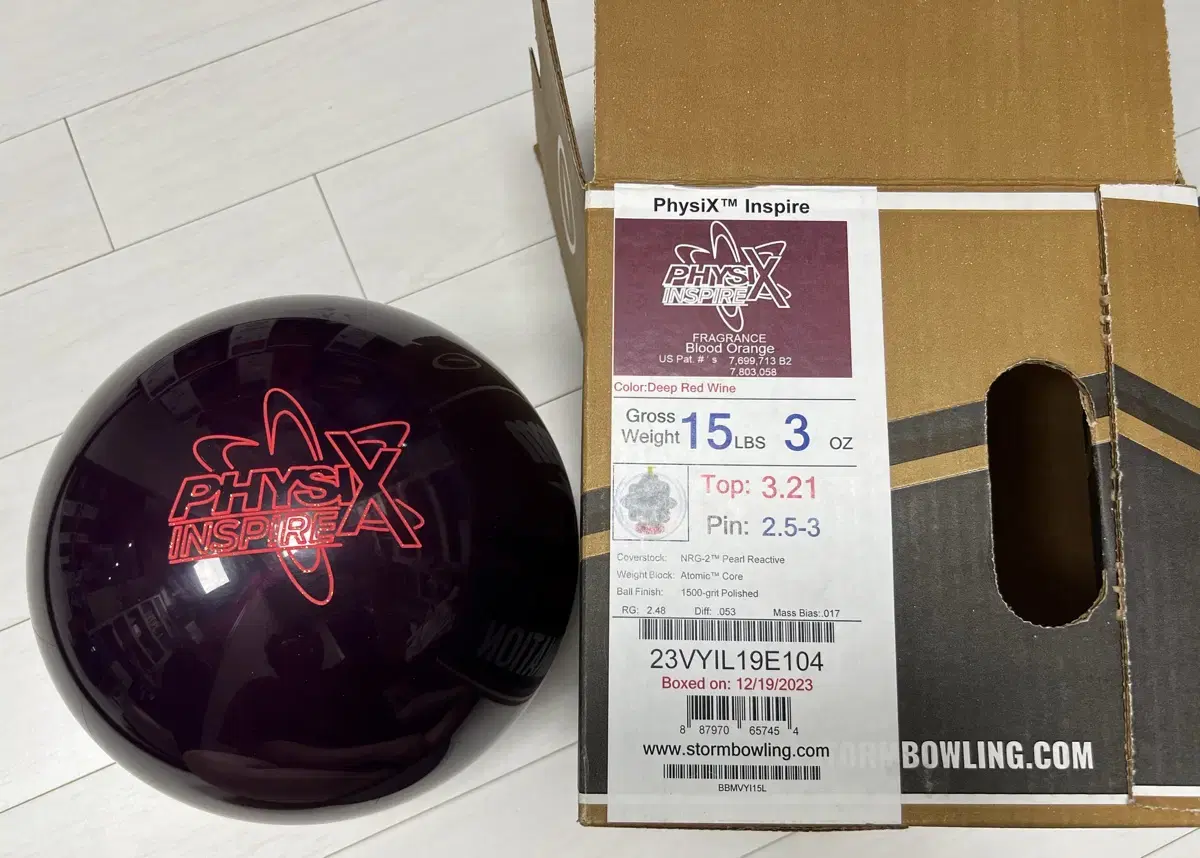 PHYSIX
INSPIRE
PhysiX™ Inspire
PHYSIX
INSPIRE
FRAGRANCE
Blood Orange
US Pat. #'s 7,699,713 B2
7,803,058
Color:Deep Red Wine
Gross Weight 15 LBS 3 OZ
Top: 3.21
Pin: 2.5-3
Coverstock: NRG-2™ Pearl Reactive
Weight Block: Atomic™ Core
Ball Finish: 1500-grit Polished
RG: 2.48 Diff: .053 Mass Bias: .017
23VYIL19E104
Boxed on: 12/19/2023
8 87970 65745 4
www.stormbowling.com
BBMVYI15L
STORMBOWLING.COM